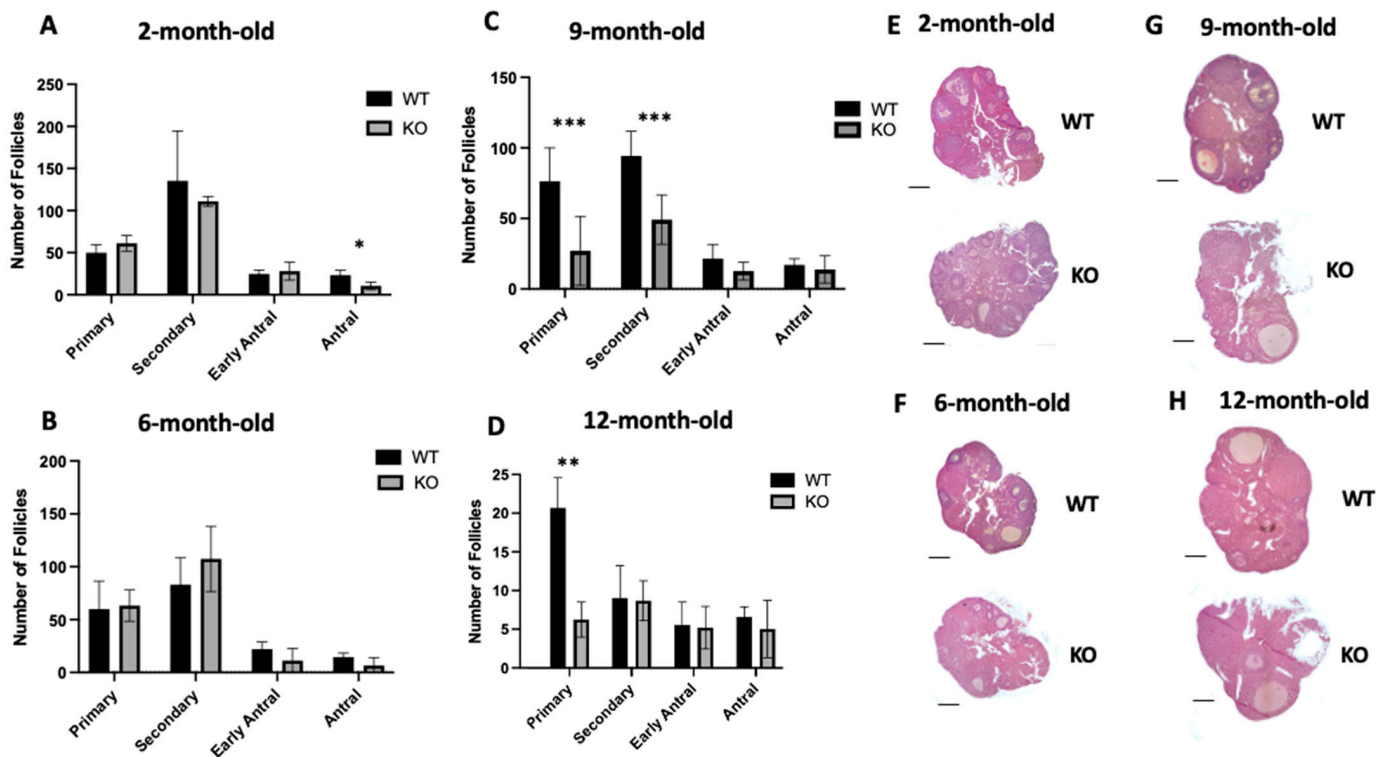 A
2-month-old
Number of Follicles
250
200
150
100
50
0
WT
KO
*
Primary
Secondary
Early Antral
Antral
B
6-month-old
Number of Follicles
200
150
100
50
0
WT
KO
Primary
Secondary
Early Antral
Antral
C
9-month-old
Number of Follicles
150
100
50
0
***
***
WT
KO
Primary
Secondary
Early Antral
Antral
D
12-month-old
Number of Follicles
25
20
15
10
5
0
**
WT
KO
Primary
Secondary
Early Antral
Antral
E
2-month-old
WT
KO
F
6-month-old
WT
KO
G
9-month-old
WT
KO
H
12-month-old
WT
KO